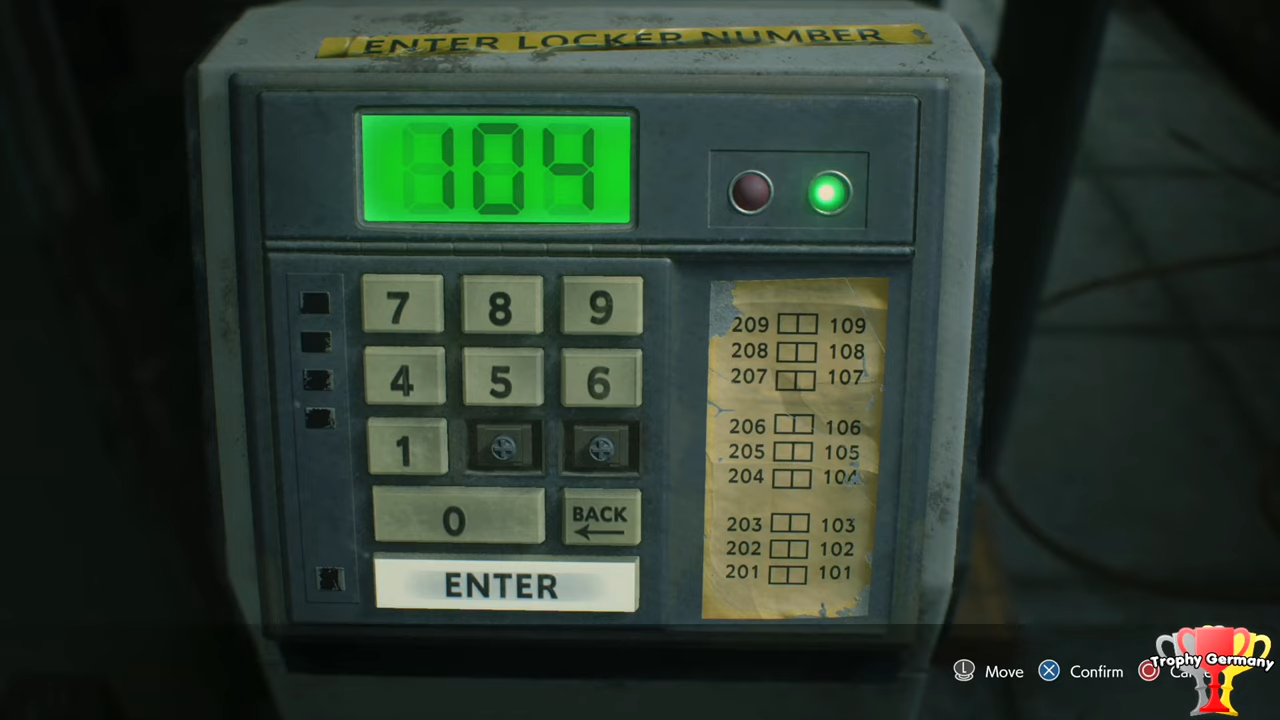 ENTER LOCKER NUMBER
104
7 8 9
4 5 6
1
0 BACK
ENTER
209 109
208 108
207 107
206 106
205 105
204 104
203 103
202 102
201 101
L Move Confirm
Trophy Germany